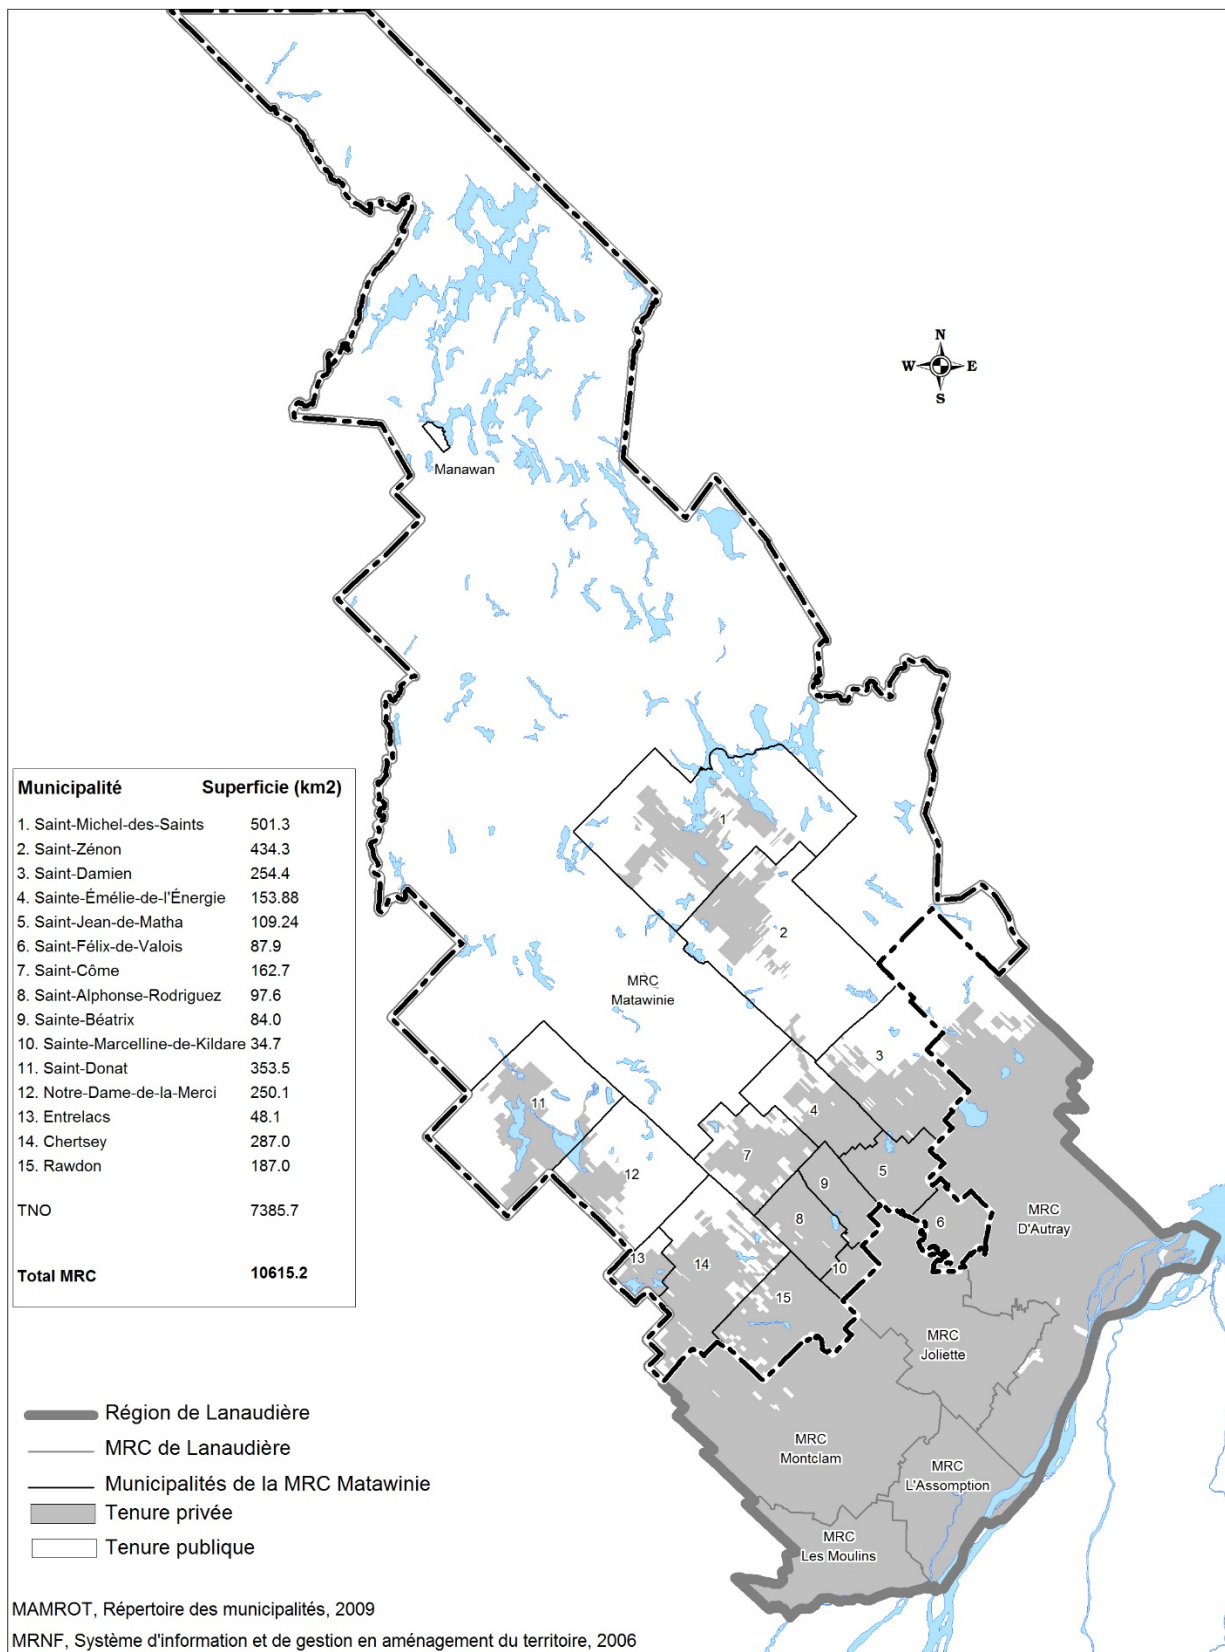 N
W E
S
Manawan
Municipalité Superficie (km2)
1. Saint-Michel-des-Saints 501.3
2. Saint-Zénon 434.3
3. Saint-Damien 254.4
4. Sainte-Émélie-de-l'Énergie 153.88
5. Saint-Jean-de-Matha 109.24
6. Saint-Félix-de-Valois 87.9
7. Saint-Côme 162.7
8. Saint-Alphonse-Rodriguez 97.6
9. Sainte-Béatrix 84.0
10. Sainte-Marcelline-de-Kildare 34.7
11. Saint-Donat 353.5
12. Notre-Dame-de-la-Merci 250.1
13. Entrelacs 48.1
14. Chertsey 287.0
15. Rawdon 187.0
TNO 7385.7
Total MRC 10615.2
1
2
MRC
Matawinie
3
11
4
7
12
9
5
8
6
MRC
D'Autray
13
14
10
15
MRC
Joliette
MRC
Montclam
MRC
L'Assomption
MRC
Les Moulins
Région de Lanaudière
MRC de Lanaudière
Municipalités de la MRC Matawinie
Tenure privée
Tenure publique
MAMROT, Répertoire des municipalités, 2009
MRNF, Système d'information et de gestion en aménagement du territoire, 2006